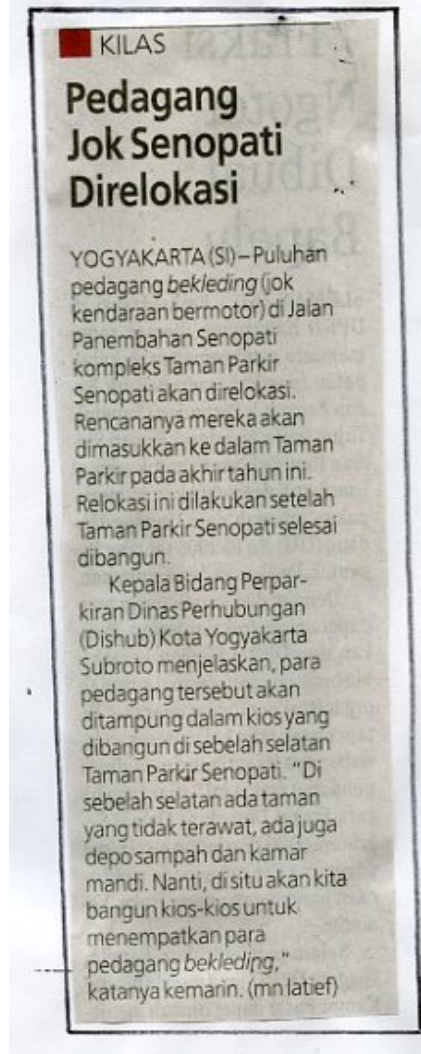 KILAS
Pedagang
Jok Senopati
Direlokasi
YOGYAKARTA (SI) – Puluhan
pedagang bekleding (jok
kendaraan bermotor) di Jalan
Panembahan Senopati
kompleks Taman Parkir
Senopati akan direlokasi.
Rencananya mereka akan
dimasukkan ke dalam Taman
Parkir pada akhir tahun ini.
Relokasi ini dilakukan setelah
Taman Parkir Senopati selesai
dibangun.
Kepala Bidang Perpar-
kiran Dinas Perhubungan
(Dishub) Kota Yogyakarta
Subroto menjelaskan, para
pedagang tersebut akan
ditampung dalam kios yang
dibangun di sebelah selatan
Taman Parkir Senopati. "Di
sebelah selatan ada taman
yang tidak terawat, ada juga
depo sampah dan kamar
mandi. Nanti, di situ akan kita
bangun kios-kios untuk
menempatkan para
pedagang bekleding,"
katanya kemarin. (mn latief)